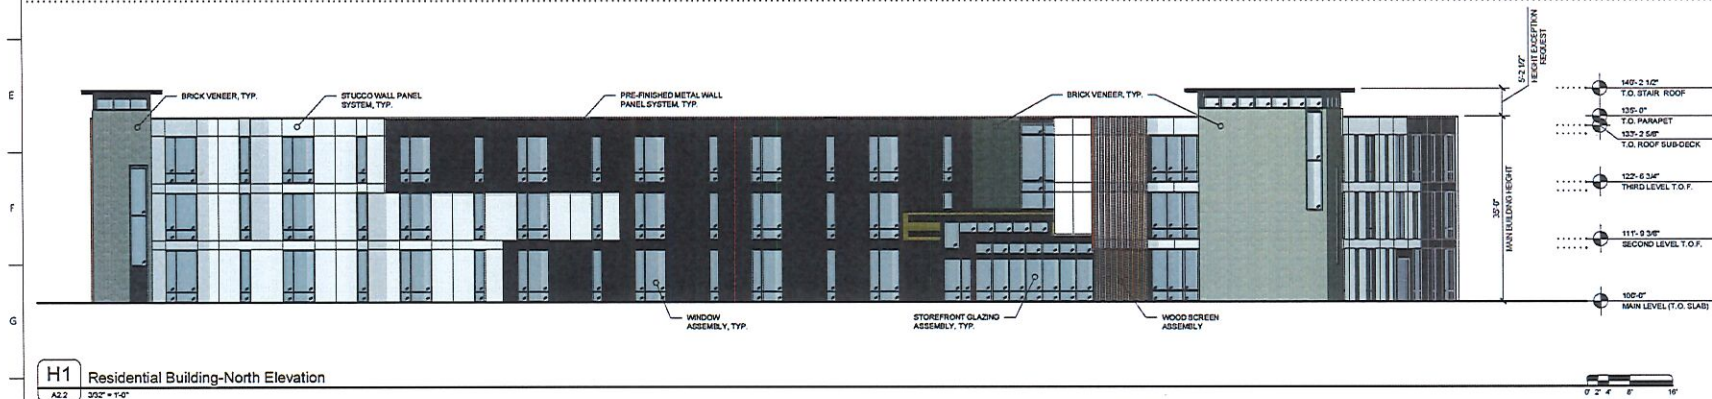 E
F
G
BRICK VENEER, TYP.
STUCCO WALL PANEL
SYSTEM, TYP.
PRE-FINISHED METAL WALL
PANEL SYSTEM, TYP.
BRICK VENEER, TYP.
5'-2 1/2"
HEIGHT EXCEPTION
REQUEST
35'-0"
MAIN BUILDING HEIGHT
140'- 2 1/2"
T.O. STAIR ROOF
135'- 0"
T.O. PARAPET
133'- 2 5/8"
T.O. ROOF SUB-DECK
122'- 6 3/4"
THIRD LEVEL T.O.F.
111'- 9 3/8"
SECOND LEVEL T.O.F.
100'-0"
MAIN LEVEL (T.O. SLAB)
WINDOW
ASSEMBLY, TYP.
STOREFRONT GLAZING
ASSEMBLY, TYP.
WOOD SCREEN
ASSEMBLY
H1 Residential Building-North Elevation
A2.2 3/32" = 1'-0"
0' 2' 4' 8' 16'